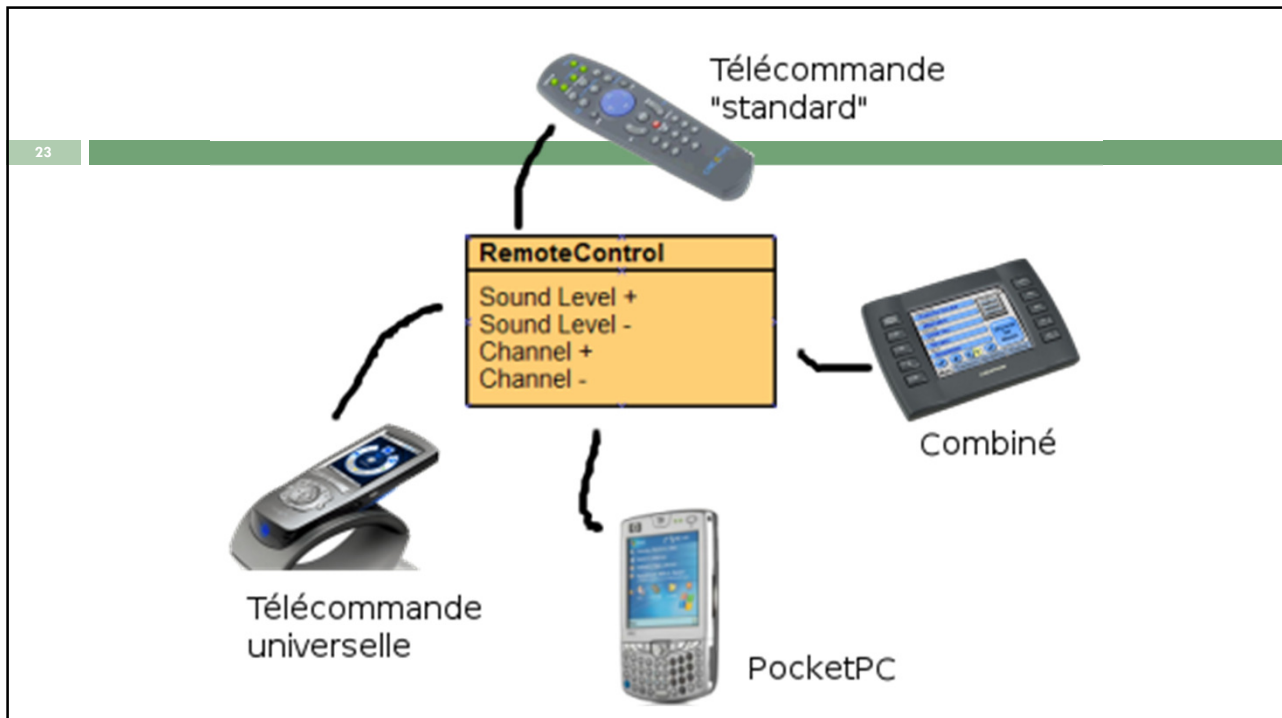 Télécommande
"standard"
23
RemoteControl
Sound Level +
Sound Level -
Channel +
Channel -
Combiné
Télécommande
universelle
PocketPC